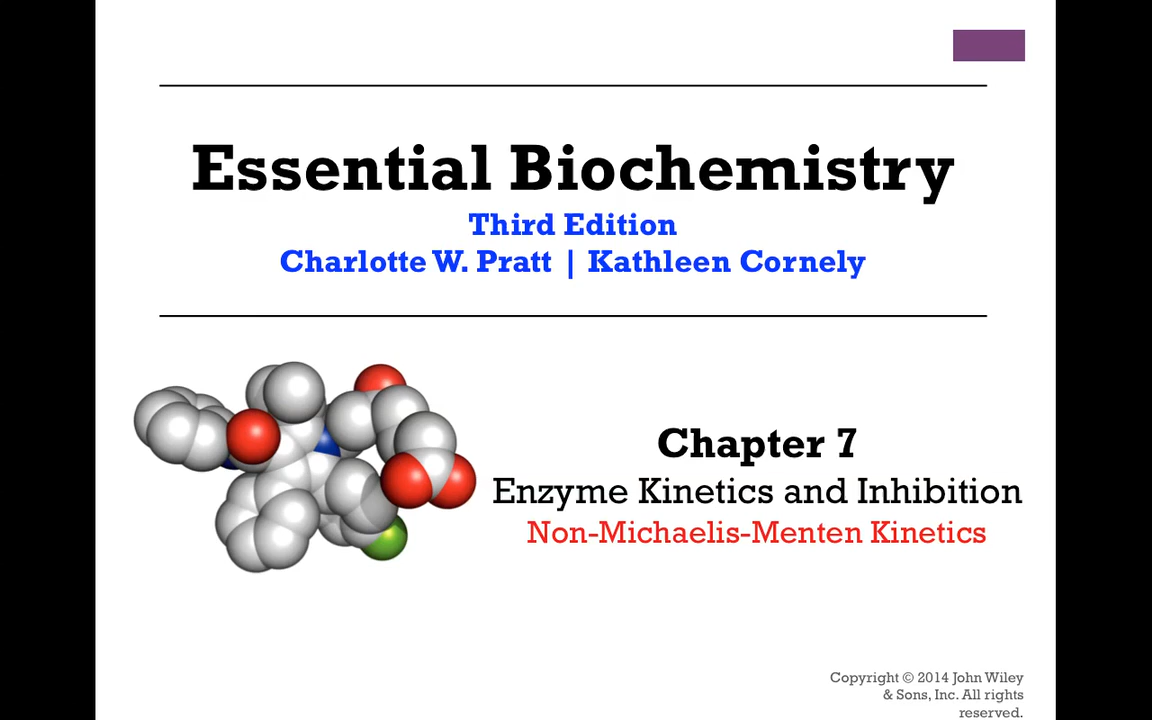 Essential Biochemistry
Third Edition
Charlotte W. Pratt | Kathleen Cornely
Chapter 7
Enzyme Kinetics and Inhibition
Non-Michaelis-Menten Kinetics
Copyright © 2014 John Wiley
& Sons, Inc. All rights
reserved.